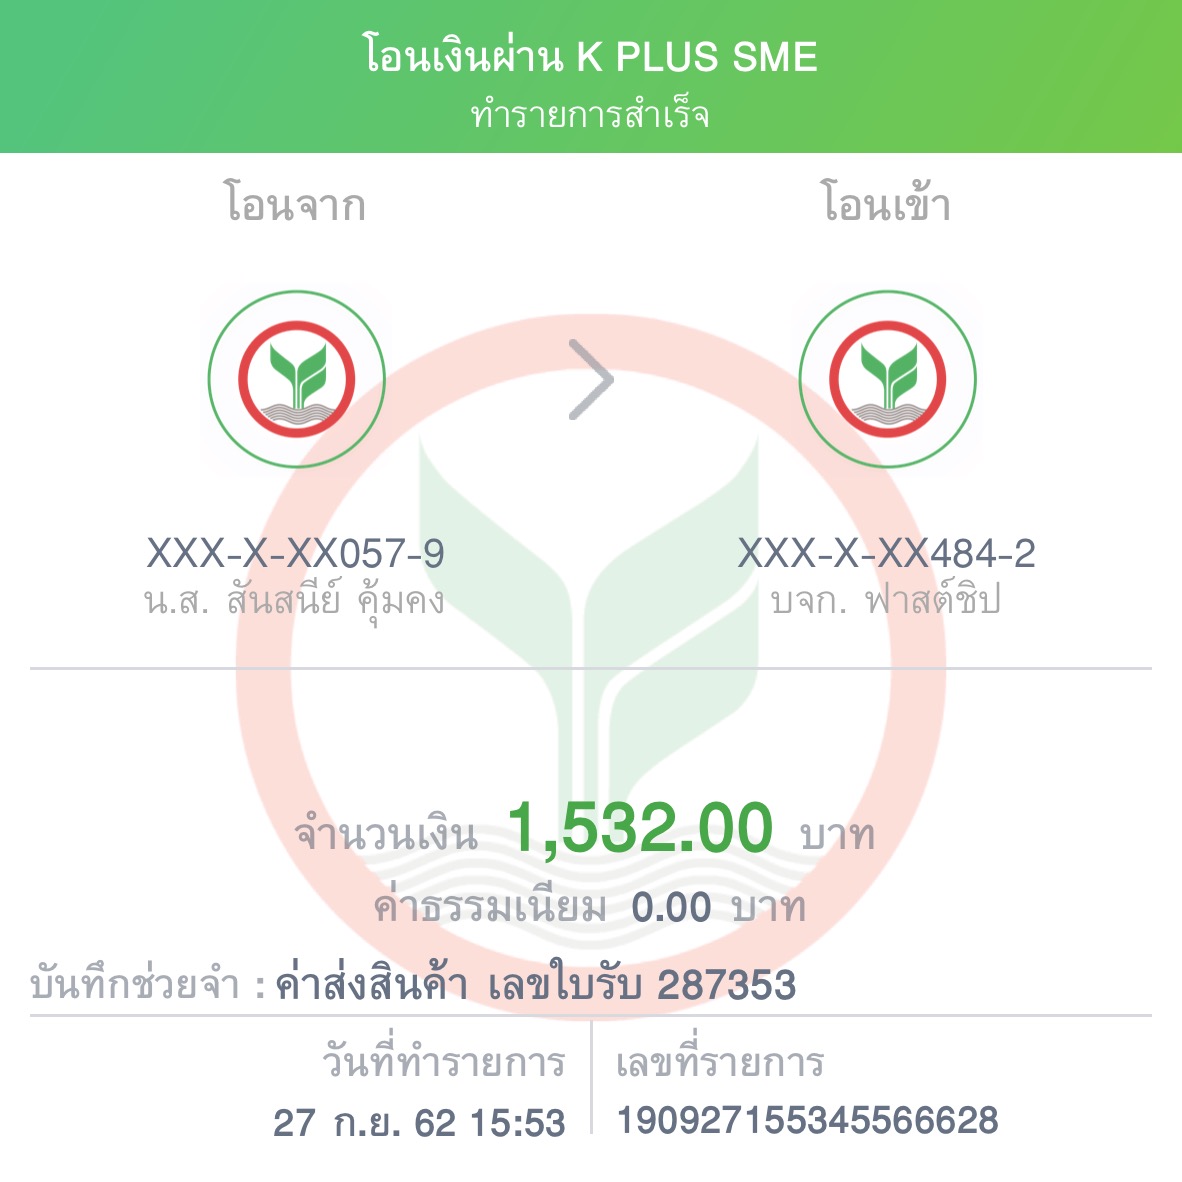 โอนเงินผ่าน K PLUS SME
ทำรายการสำเร็จ
โอนจาก
โอนเข้า
XXX-X-XX057-9
น.ส. สันสนีย์ คุ้มคง
XXX-X-XX484-2
บจก. ฟาสต์ชิป
จำนวนเงิน 1,532.00 บาท
ค่าธรรมเนียม 0.00 บาท
บันทึกช่วยจำ : ค่าส่งสินค้า เลขใบรับ 287353
วันที่ทำรายการ
27 ก.ย. 62 15:53
เลขที่รายการ
190927155345566628